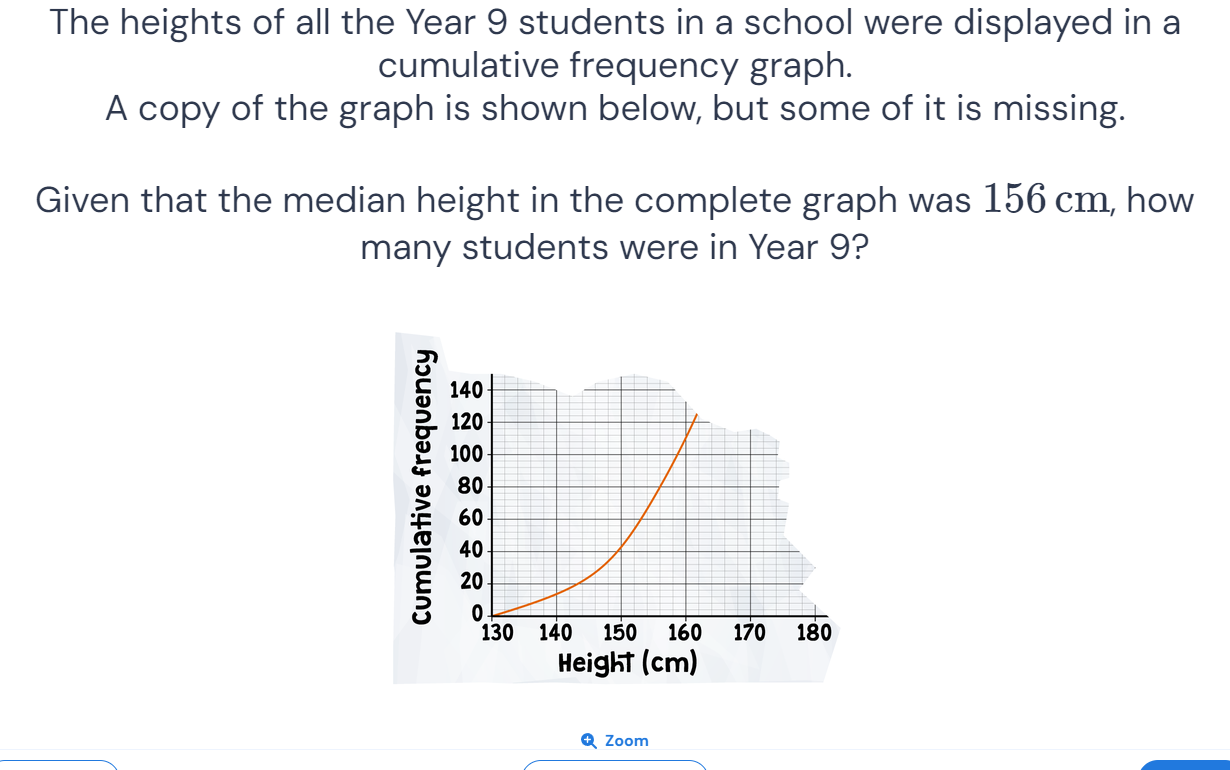 The heights of all the Year 9 students in a school were displayed in a
cumulative frequency graph.
A copy of the graph is shown below, but some of it is missing.
Given that the median height in the complete graph was 156 cm, how
many students were in Year 9?
Cumulative frequency
140
120
100
80
60
40
20
0
130 140 150 160 170 180
Height (cm)
Zoom